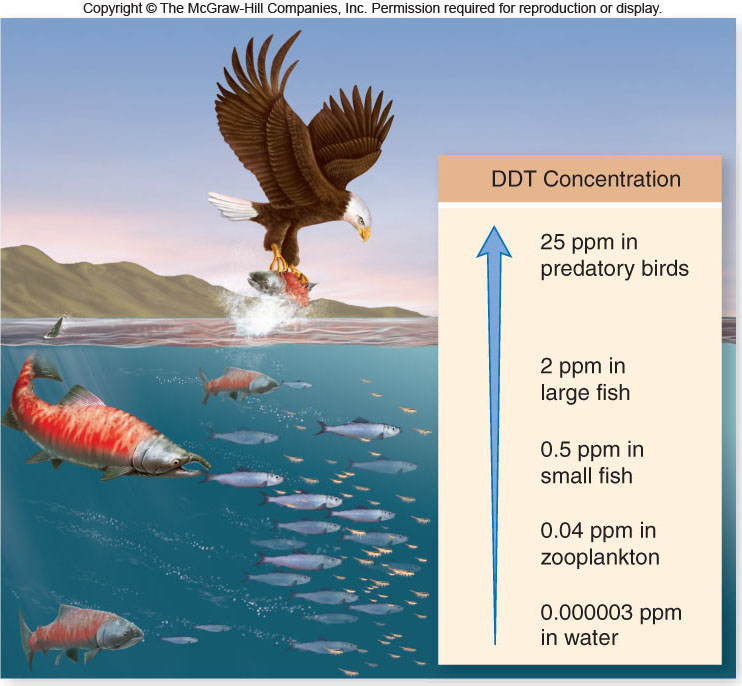 Copyright © The McGraw-Hill Companies, Inc. Permission required for reproduction or display.
DDT Concentration
25 ppm in
predatory birds
2 ppm in
large fish
0.5 ppm in
small fish
0.04 ppm in
zooplankton
0.000003 ppm
in water